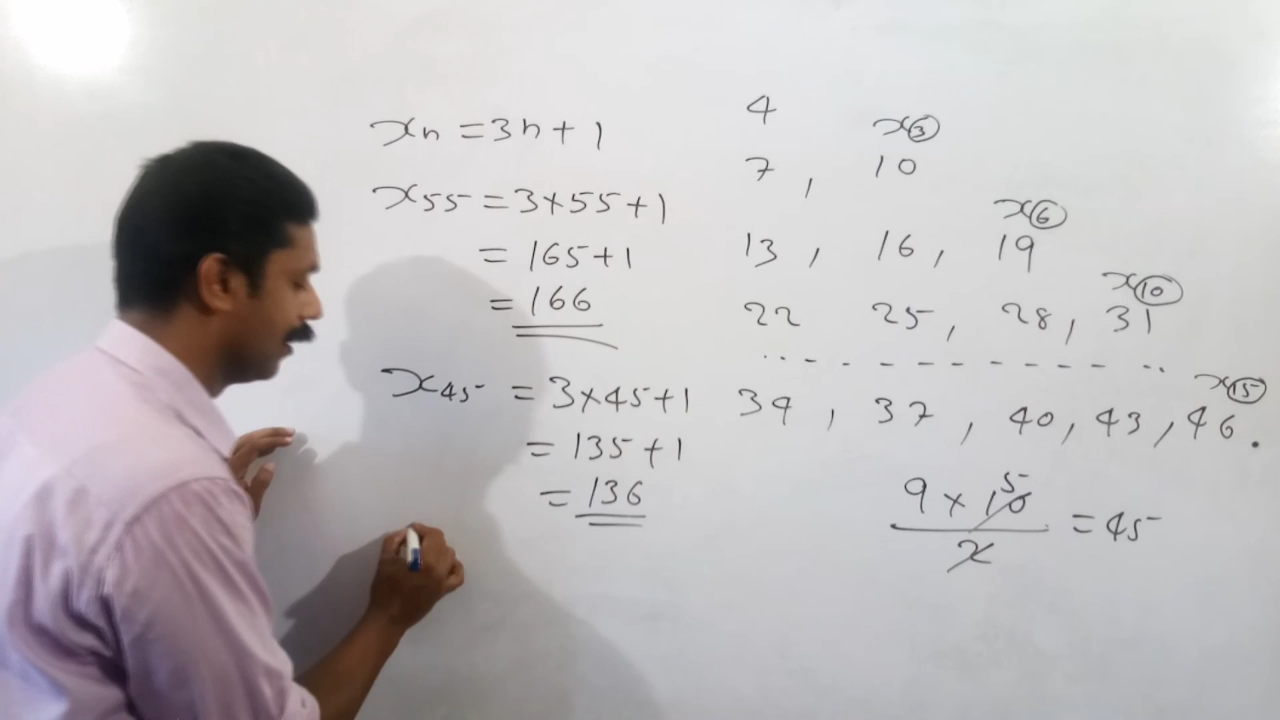 xn = 3n + 1
x55 = 3×55+1
= 165+1
= 166
x45 = 3×45+1
= 135+1
= 136
4
x3
7 , 10
x6
13 , 16 , 19
x10
22 25 , 28 , 31
.. - - - - - - - - - ..
x15
34 , 37 , 40 , 43 , 46 .
5
9 × 10
= 45
2